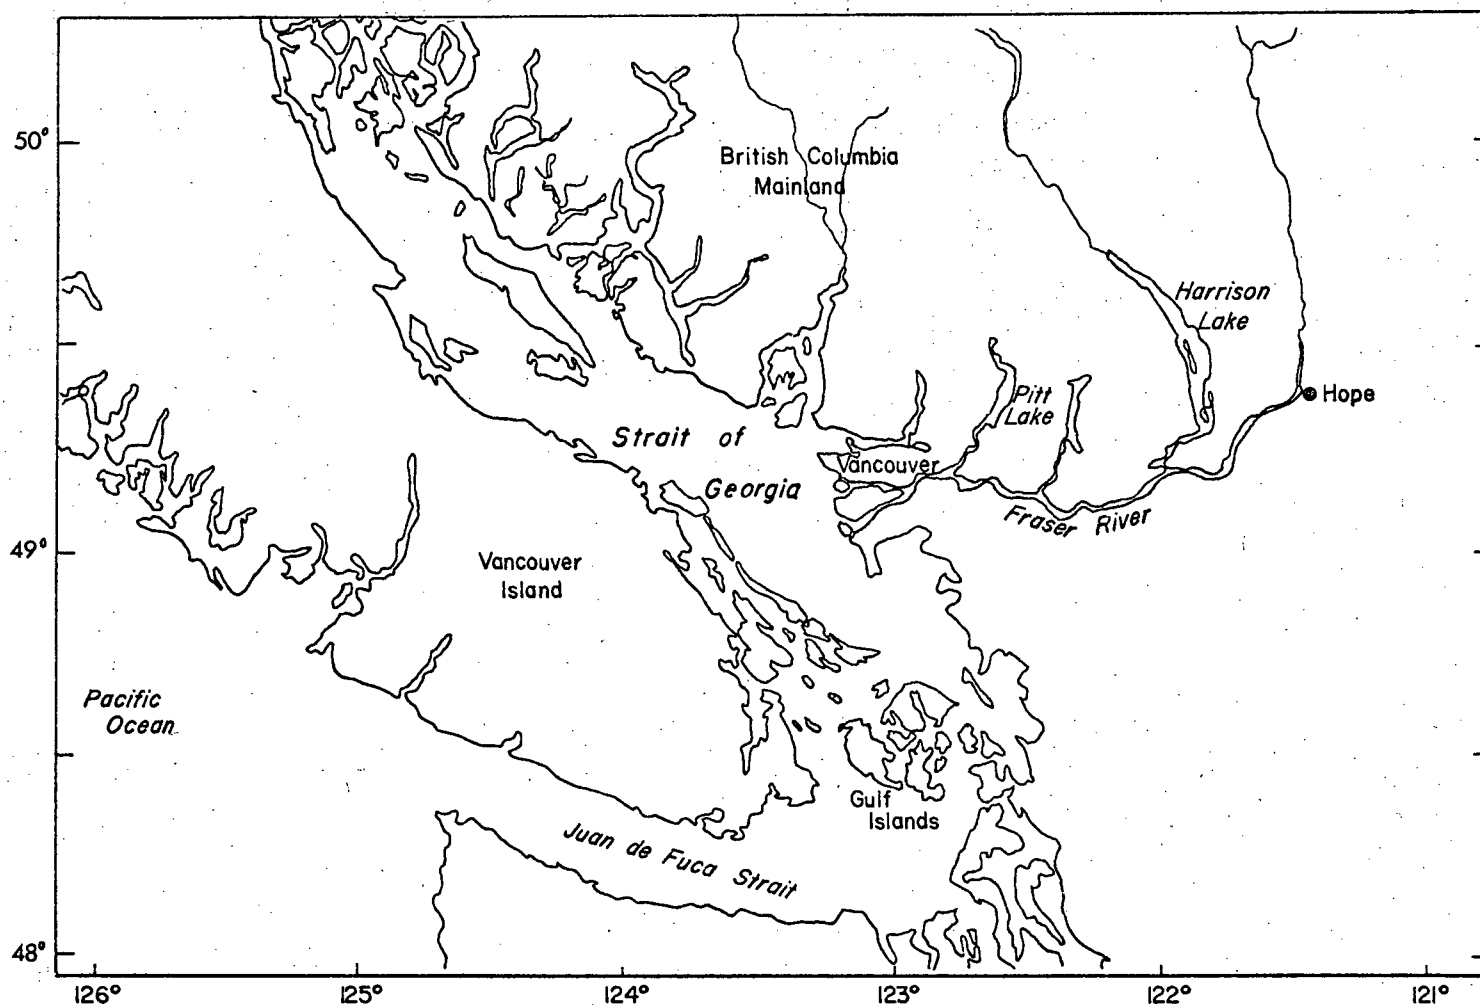 50°
British Columbia
Mainland
Harrison
Lake
Pitt
Lake
Hope
Strait of
Georgia
Vancouver
Fraser River
49°
Vancouver
Island
Pacific
Ocean
Gulf
Islands
Juan de Fuca Strait
48°
126°
125°
124°
123°
122°
121°